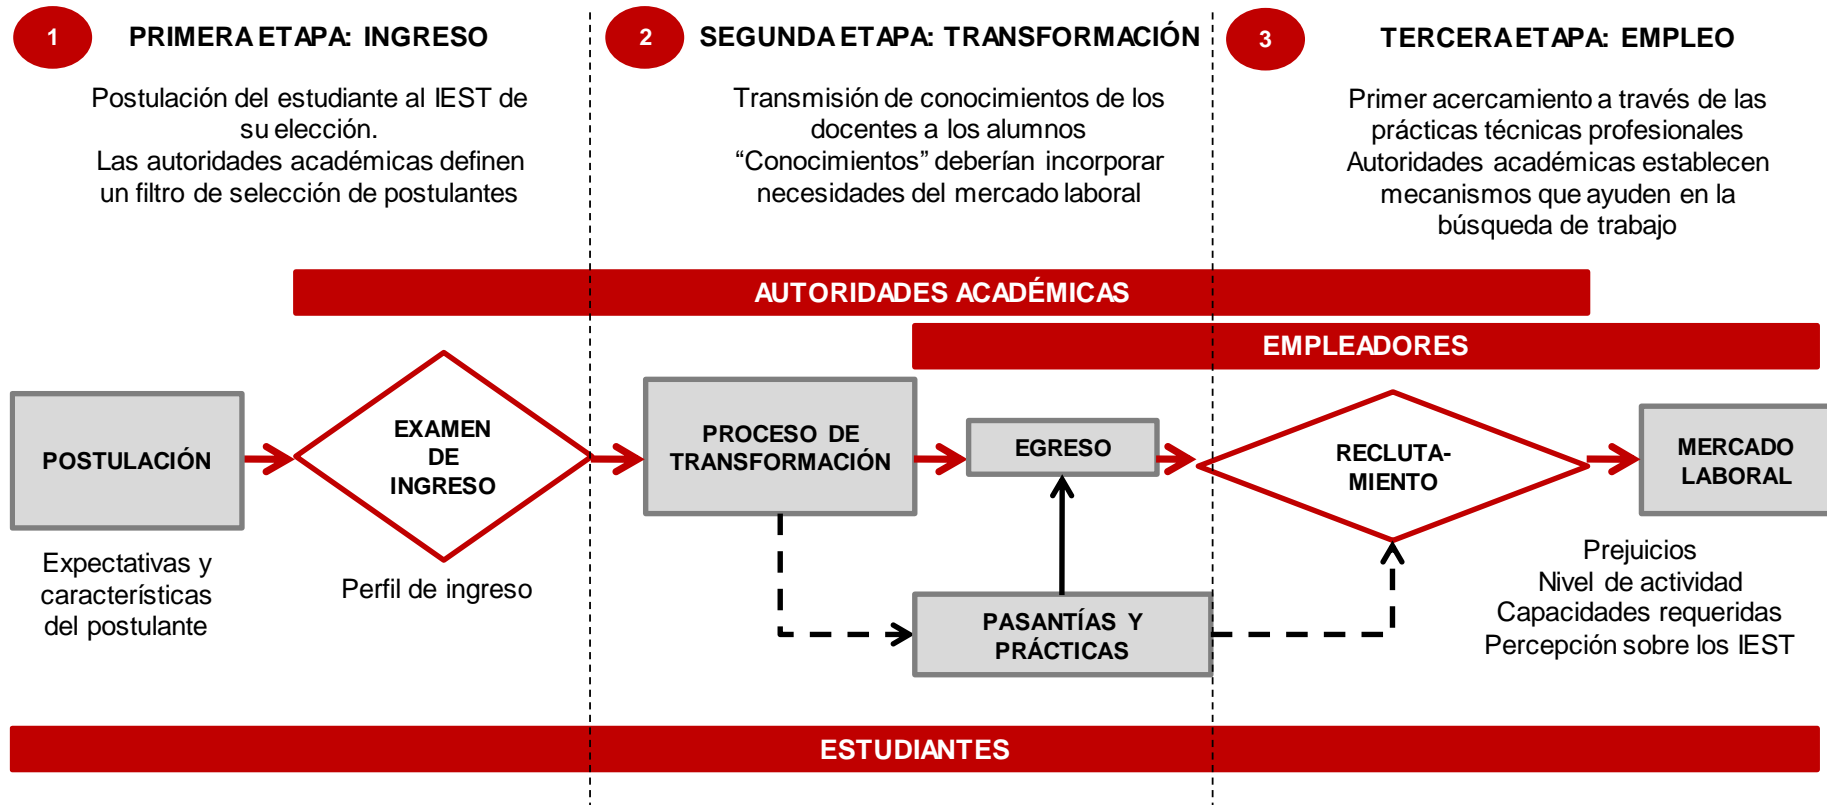 1
PRIMERA ETAPA: INGRESO
Postulación del estudiante al IEST de
su elección.
Las autoridades académicas definen
un filtro de selección de postulantes
2
SEGUNDA ETAPA: TRANSFORMACIÓN
Transmisión de conocimientos de los
docentes a los alumnos
“Conocimientos” deberían incorporar
necesidades del mercado laboral
3
TERCERA ETAPA: EMPLEO
Primer acercamiento a través de las
prácticas técnicas profesionales
Autoridades académicas establecen
mecanismos que ayuden en la
búsqueda de trabajo
AUTORIDADES ACADÉMICAS
EMPLEADORES
POSTULACIÓN
EXAMEN
DE
INGRESO
PROCESO DE
TRANSFORMACIÓN
EGRESO
RECLUTA-
MIENTO
MERCADO
LABORAL
Expectativas y
características
del postulante
Perfil de ingreso
PASANTÍAS Y
PRÁCTICAS
Prejuicios
Nivel de actividad
Capacidades requeridas
Percepción sobre los IEST
ESTUDIANTES